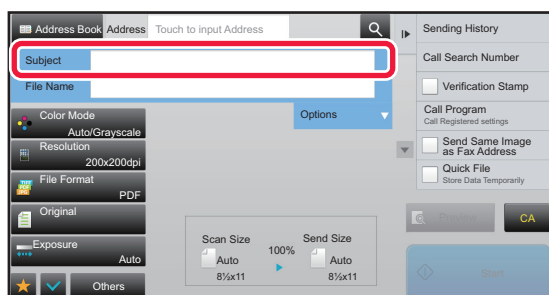 Address Book Address Touch to input Address
Subject
File Name
Options
Color Mode
Auto/Grayscale
Resolution
200x200dpi
File Format
PDF
Original
Exposure
Auto
Others
Scan Size
Auto
8½x11
100%
Send Size
Auto
8½x11
Sending History
Call Search Number
Verification Stamp
Call Program
Call Registered settings
Send Same Image
as Fax Address
Quick File
Store Data Temporarily
Preview
CA
Start